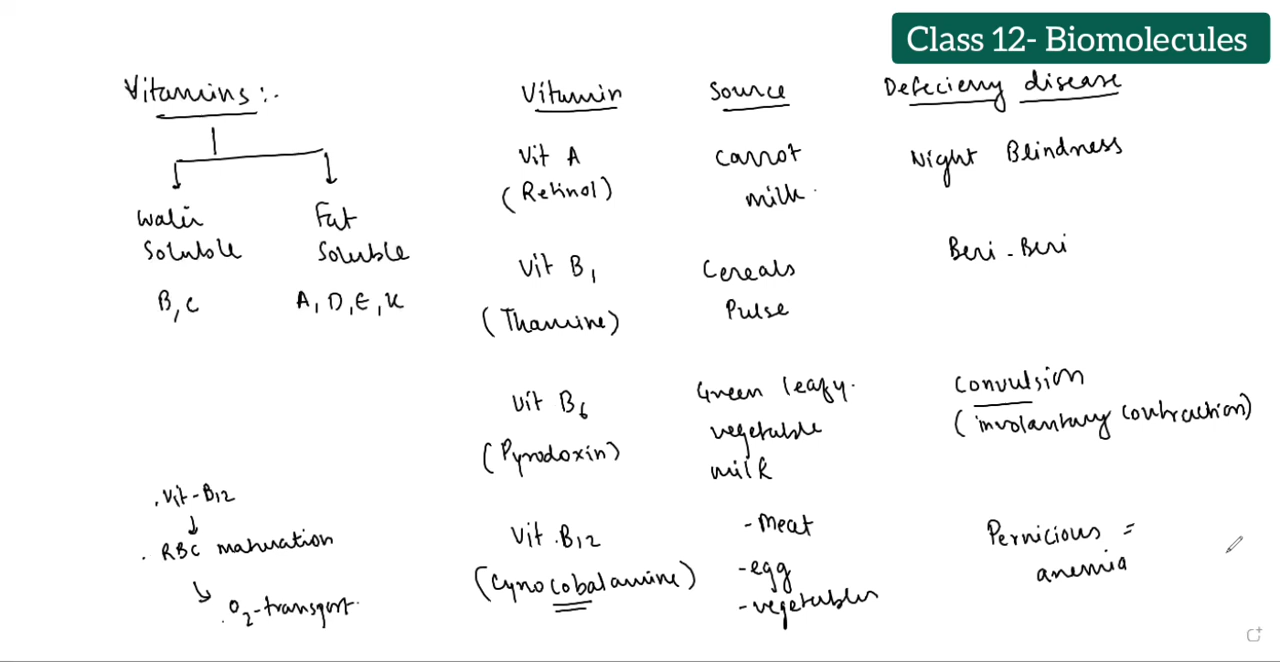 Class 12- Biomolecules
Vitamins :-
Water Soluble
B, C
Fat Soluble
A, D, E, K
Vitamin Source Defeciency disease
Vit A Carrot Night Blindness
(Retinol) milk.
Vit B1 Cereals Beri-Beri
(Thamine) Pulse
Vit B6 Green leafy. Convulsion
(Pyrodoxin) vegetable (involantary contraction)
milk
Vit.B12 -Meat Pernicious =
(Cynocobalamine) -egg anemia
-vegetables
.Vit-B12
. RBC maturation
.O2-transport.